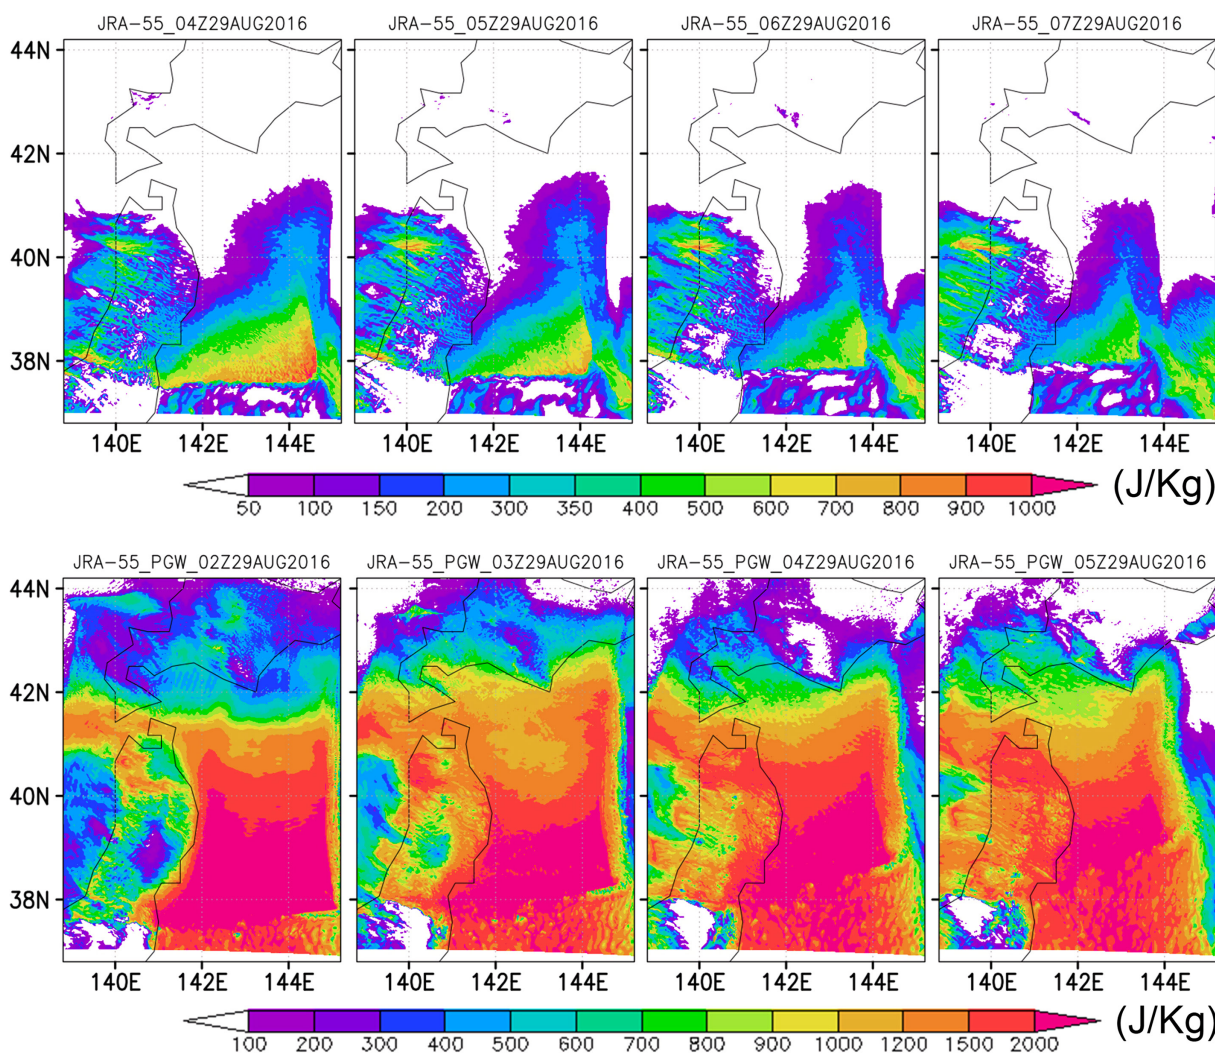 JRA-55_04Z29AUG2016 JRA-55_05Z29AUG2016 JRA-55_06Z29AUG2016 JRA-55_07Z29AUG2016
44N
42N
40N
38N
140E 142E 144E 140E 142E 144E 140E 142E 144E 140E 142E 144E
50 100 150 200 300 350 400 500 600 700 800 900 1000 (J/Kg)
JRA-55_PGW_02Z29AUG2016 JRA-55_PGW_03Z29AUG2016 JRA-55_PGW_04Z29AUG2016 JRA-55_PGW_05Z29AUG2016
44N
42N
40N
38N
140E 142E 144E 140E 142E 144E 140E 142E 144E 140E 142E 144E
100 200 300 400 500 600 700 800 900 1000 1200 1500 2000 (J/Kg)